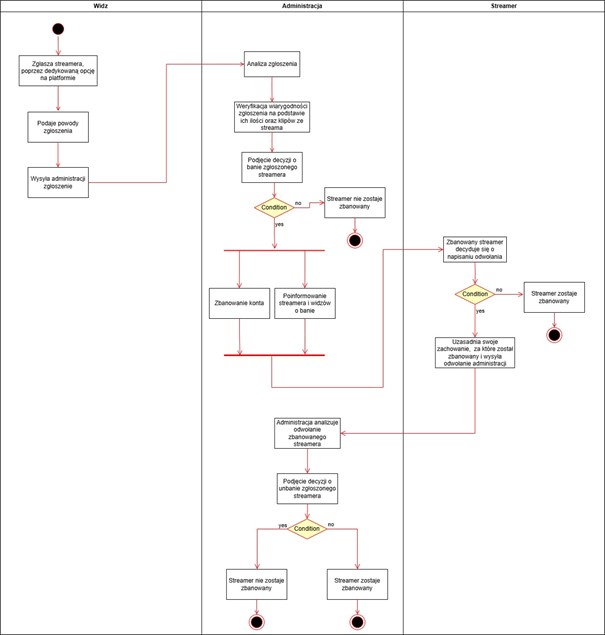 Widz
Administracja
Streamer
Zgłasza streamera,
poprzez dedykowaną opcję
na platformie
Podaje powody
zgłoszenia
Wysyła administracji
zgłoszenie
Analiza zgłoszenia
Weryfikacja wiarygodności
zgłoszenia na podstawie
ich ilości oraz klipów ze
streama
Podjęcie decyzji o
banie zgłoszonego
streamera
Condition
no
yes
Streamer nie zostaje
zbanowany
Zbanowanie konta
Poinformowanie
streamera i widzów
o banie
Zbanowany streamer
decyduje się o
napisaniu odwołania
Condition
no
yes
Streamer zostaje
zbanowany
Uzasadnia swoje
zachowanie, za które został
zbanowany i wysyła
odwołanie administracji
Administracja analizuje
odwołanie
zbanowanego
streamera
Podjęcie decyzji o
unbanie zgłoszonego
streamera
yes
Condition
no
Streamer nie zostaje
zbanowany
Streamer zostaje
zbanowany